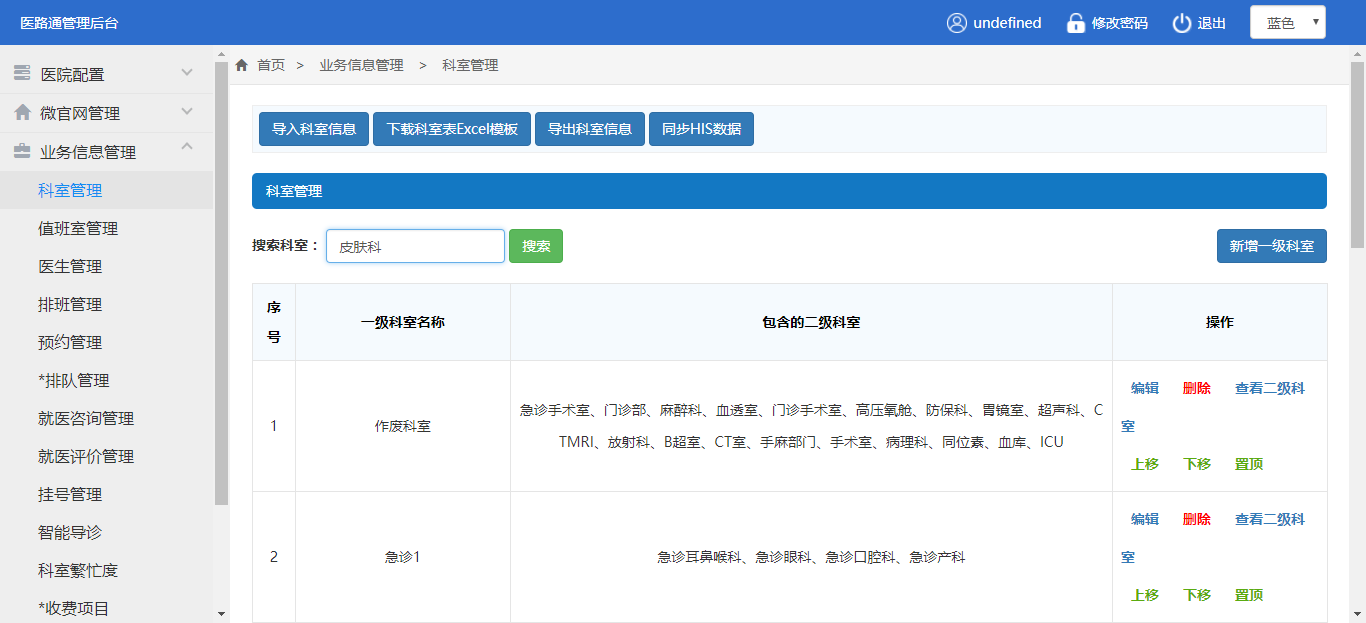 医路通管理后台
undefined
修改密码
退出
蓝色
医院配置
微官网管理
业务信息管理
科室管理
值班室管理
医生管理
排班管理
预约管理
*排队管理
就医咨询管理
就医评价管理
挂号管理
智能导诊
科室繁忙度
*收费项目
首页 > 业务信息管理 > 科室管理
导入科室信息 下载科室表Excel模板 导出科室信息 同步HIS数据
科室管理
搜索科室： 皮肤科 搜索 新增一级科室
序
号
一级科室名称
包含的二级科室
操作
1
作废科室
急诊手术室、门诊部、麻醉科、血透室、门诊手术室、高压氧舱、防保科、胃镜室、超声科、C
TMRI、放射科、B超室、CT室、手麻部门、手术室、病理科、同位素、血库、ICU
编辑 删除 查看二级科
室
上移 下移 置顶
2
急诊1
急诊耳鼻喉科、急诊眼科、急诊口腔科、急诊产科
编辑 删除 查看二级科
室
上移 下移 置顶